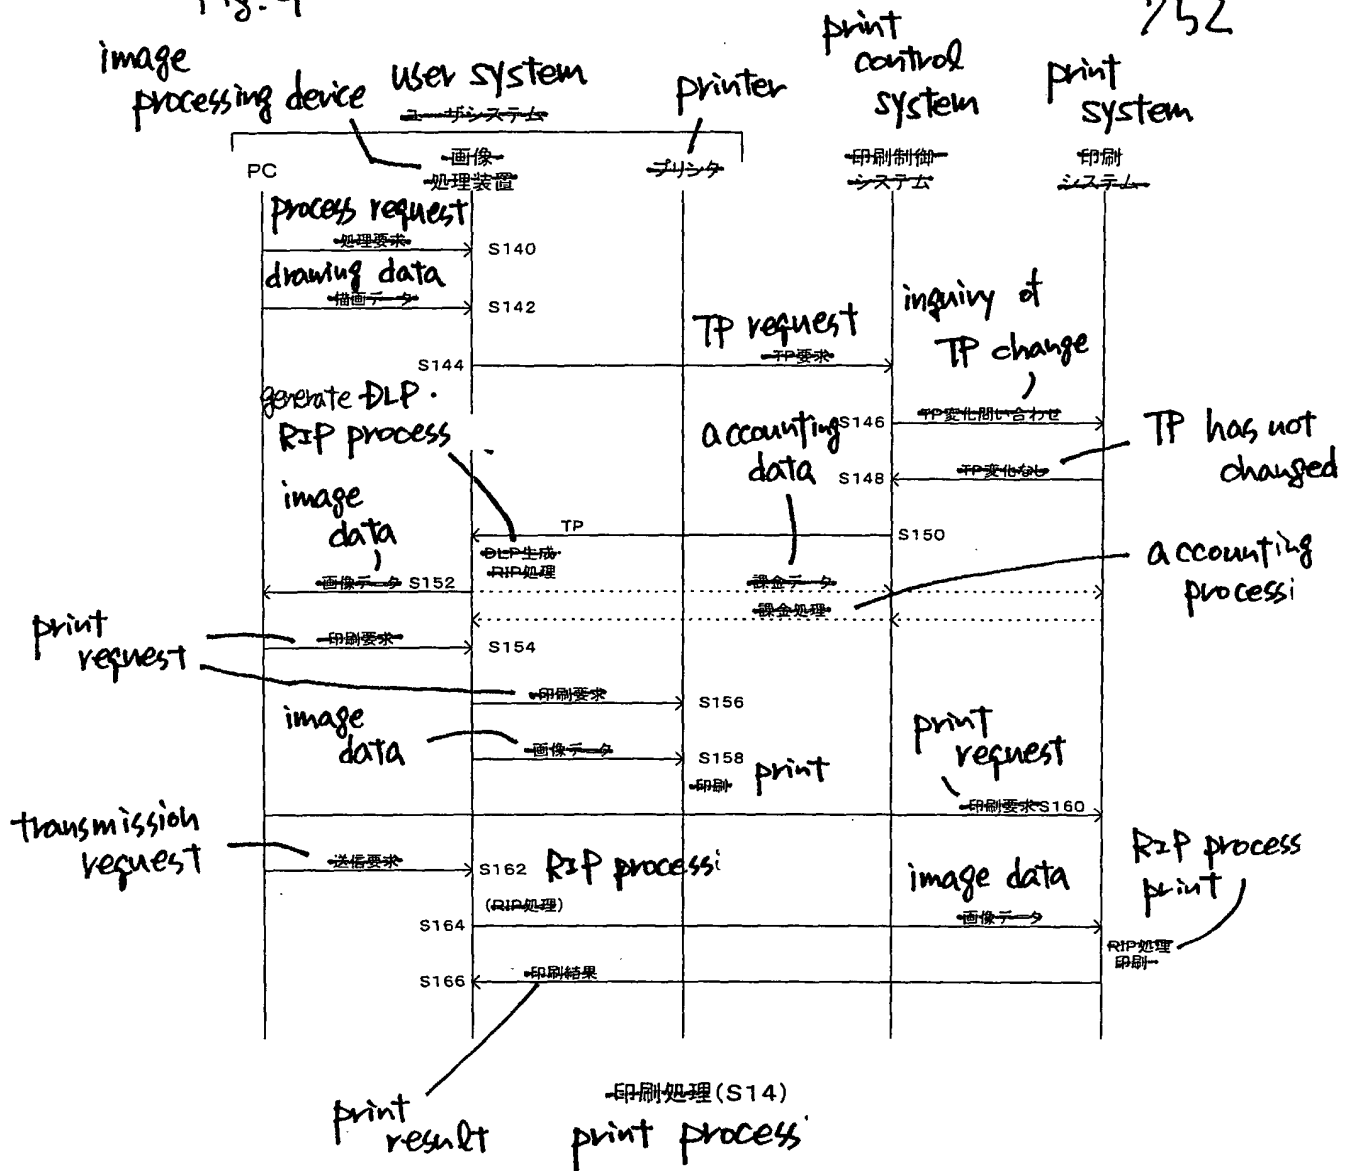 Fig. 9
752
image
processing device
user system
ユーザシステム
printer
print
control
system
print
system
PC
画像
処理装置
プリンタ
印刷制御
システム
印刷
システム
process request
処理要求
S140
drawing data
描画データ
S142
TP request
TP要求
S144
inquiry of
TP change
TP変化問い合わせ
S146
generate DLP・
RIP process
accounting
data
TP has not
changed
TP変化なし
S148
image
data
TP
S150
DLP生成
RIP処理
画像データ S152
課金データ
課金処理
accounting
processi
print
request
印刷要求
S154
印刷要求
S156
image
data
画像データ
S158
印刷
print
print
request
印刷要求S160
transmission
request
送信要求
S162
RIP processi
(RIP処理)
S164
image data
画像データ
RIP process
print
RIP処理
印刷
S166
印刷結果
print
result
印刷処理(S14)
print process